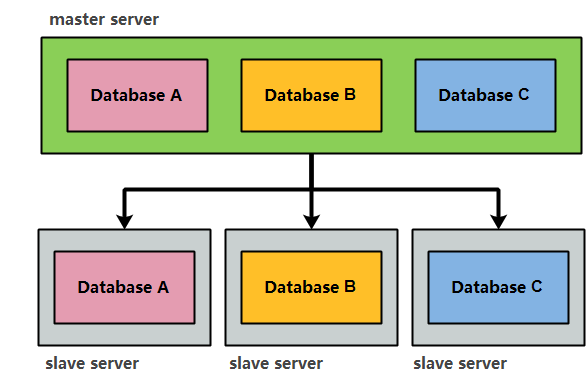 master server
Database A
Database B
Database C
Database A
Database B
Database C
slave server
slave server
slave server